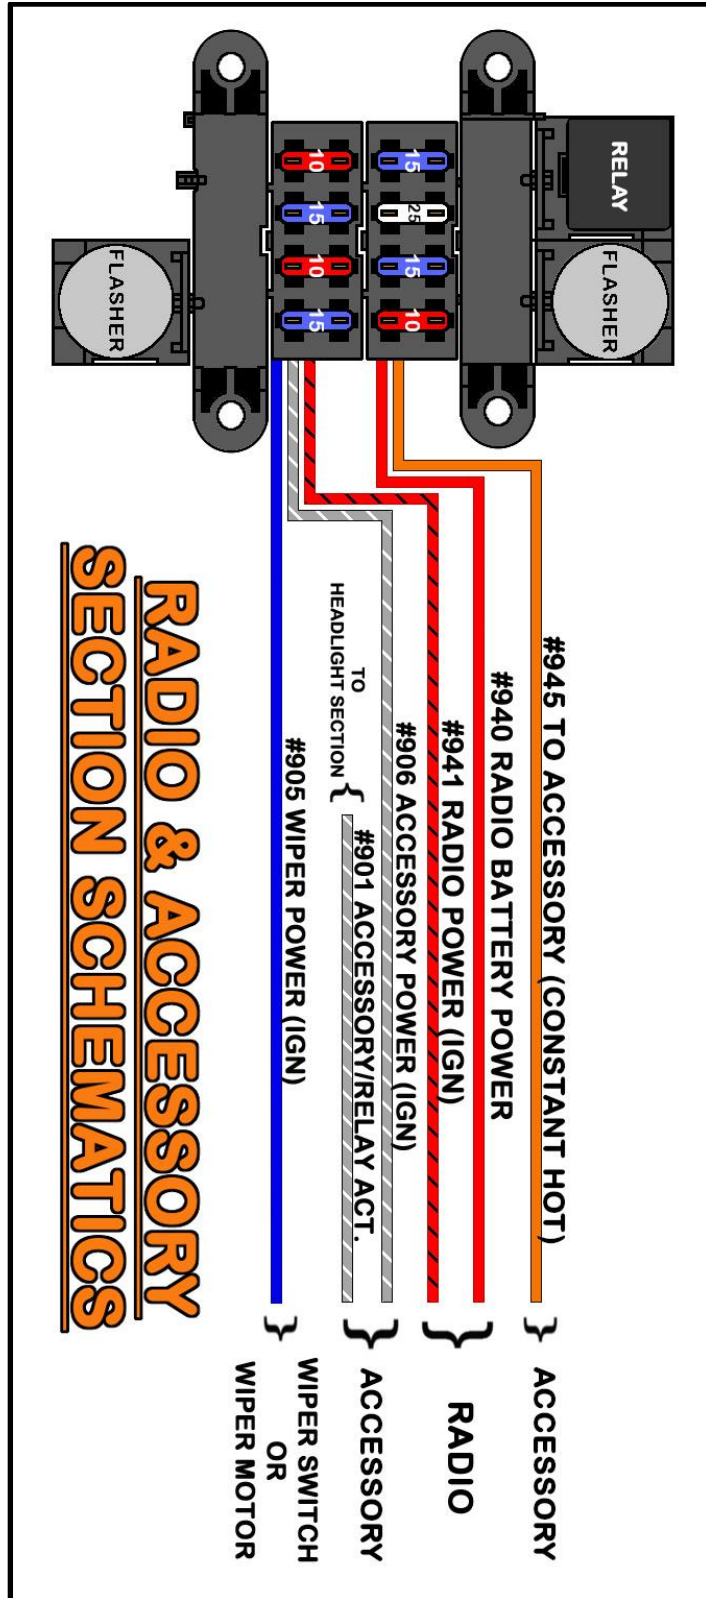 RELAY
FLASHER
15
25
15
10
10
15
10
15
FLASHER
#945 TO ACCESSORY (CONSTANT HOT)
ACCESSORY
#940 RADIO BATTERY POWER
#941 RADIO POWER (IGN)
RADIO
#906 ACCESSORY POWER (IGN)
TO
HEADLIGHT SECTION
#901 ACCESSORY/RELAY ACT.
ACCESSORY
#905 WIPER POWER (IGN)
WIPER SWITCH
OR
WIPER MOTOR
RADIO & ACCESSORY
SECTION SCHEMATICS